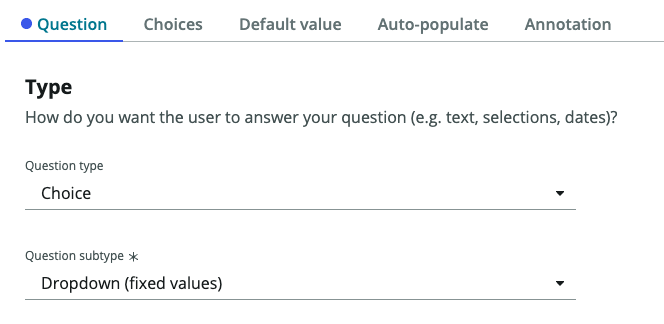 Question Choices Default value Auto-populate Annotation
Type
How do you want the user to answer your question (e.g. text, selections, dates)?
Question type
Choice
Question subtype *
Dropdown (fixed values)